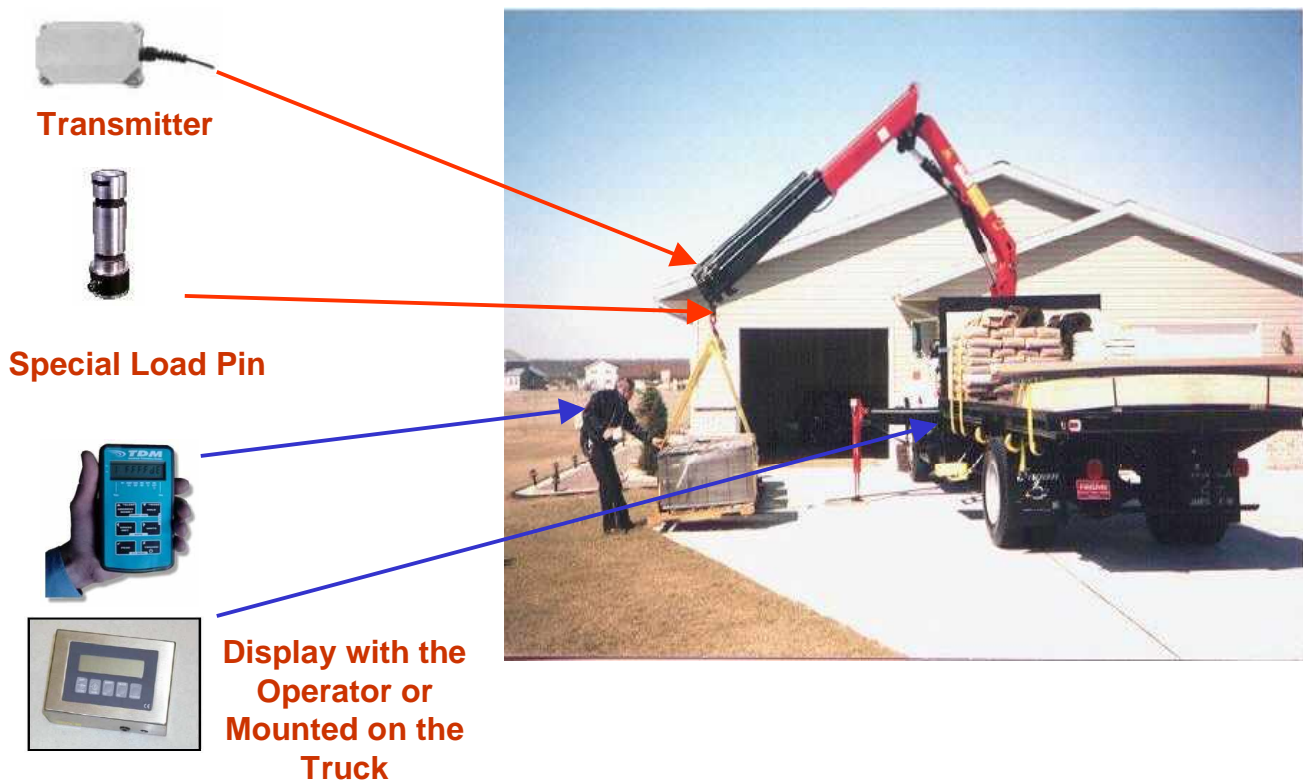 Transmitter
Special Load Pin
TDM
Display with the
Operator or
Mounted on the
Truck